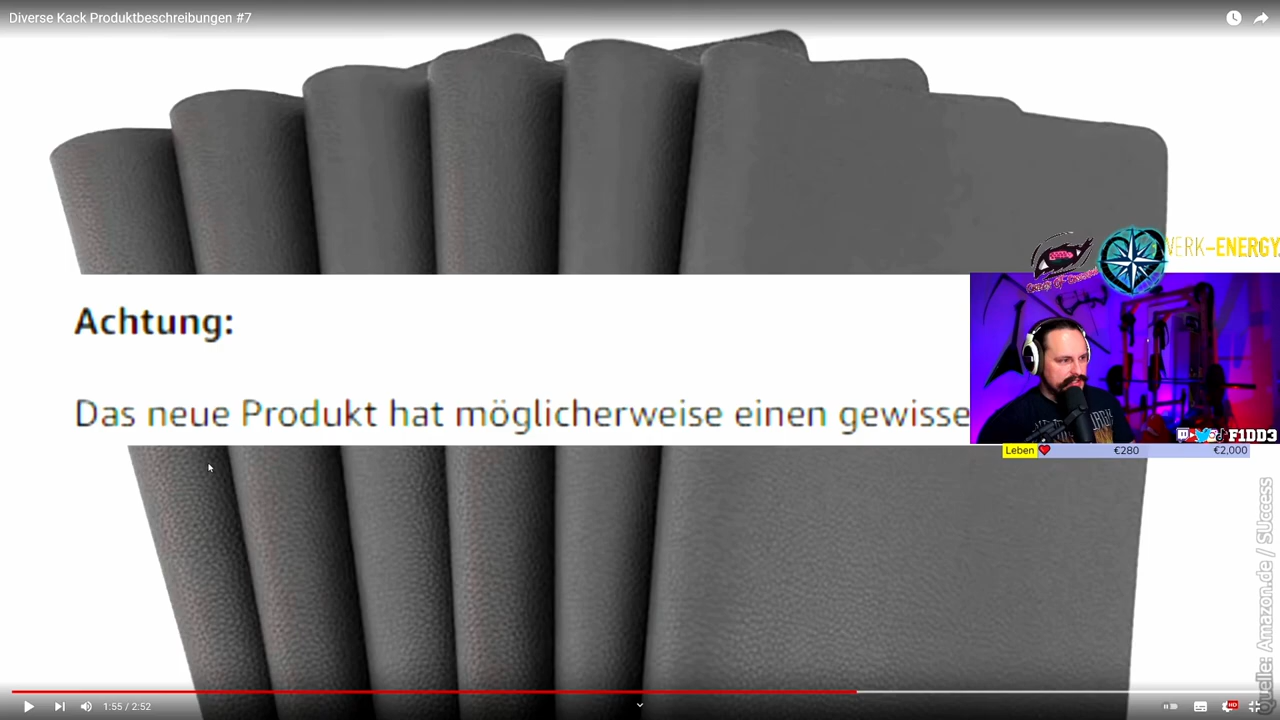 Diverse Kack Produktbeschreibungen #7
VERK-ENERGY.
Achtung:
Das neue Produkt hat möglicherweise einen gewisse
F1DD3
Leben €280 €2,000
Quelle: Amazon.de / SUccess
1:55 / 2:52
HD